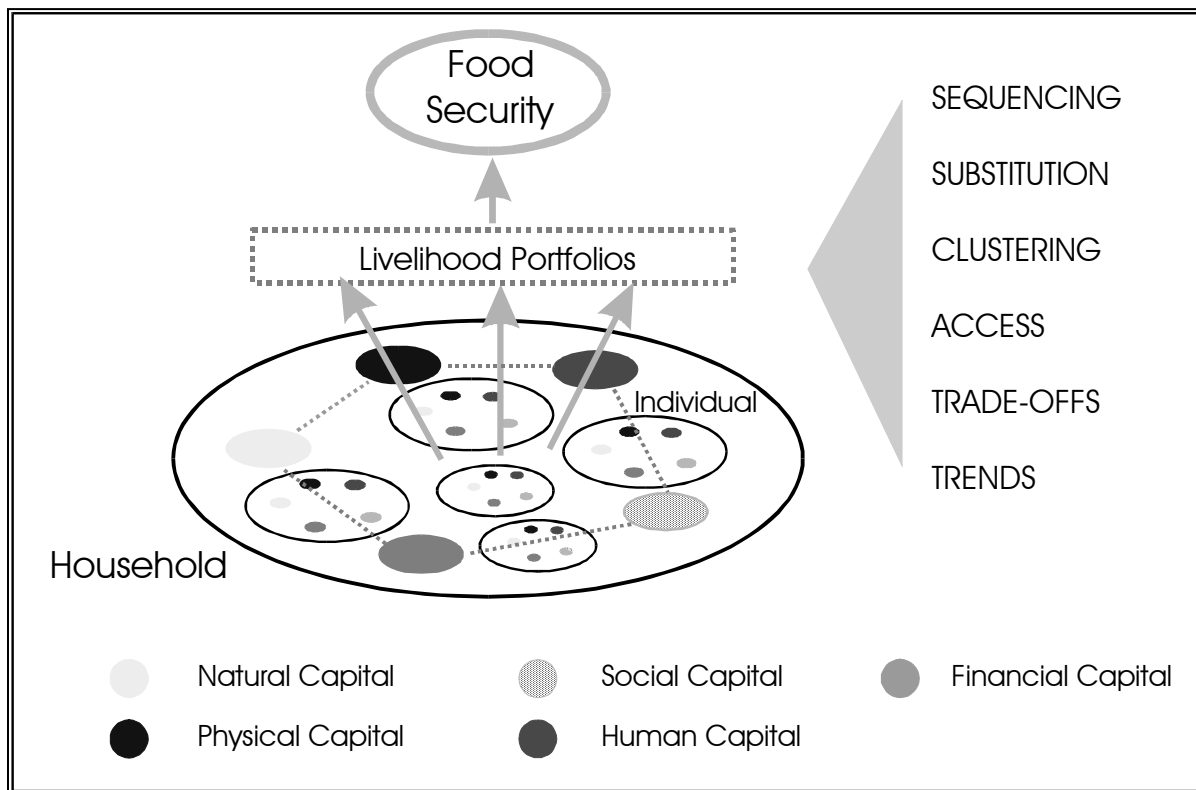 Food
Security
Livelihood Portfolios
Individual
Household
SEQUENCING
SUBSTITUTION
CLUSTERING
ACCESS
TRADE-OFFS
TRENDS
Natural Capital
Social Capital
Financial Capital
Physical Capital
Human Capital